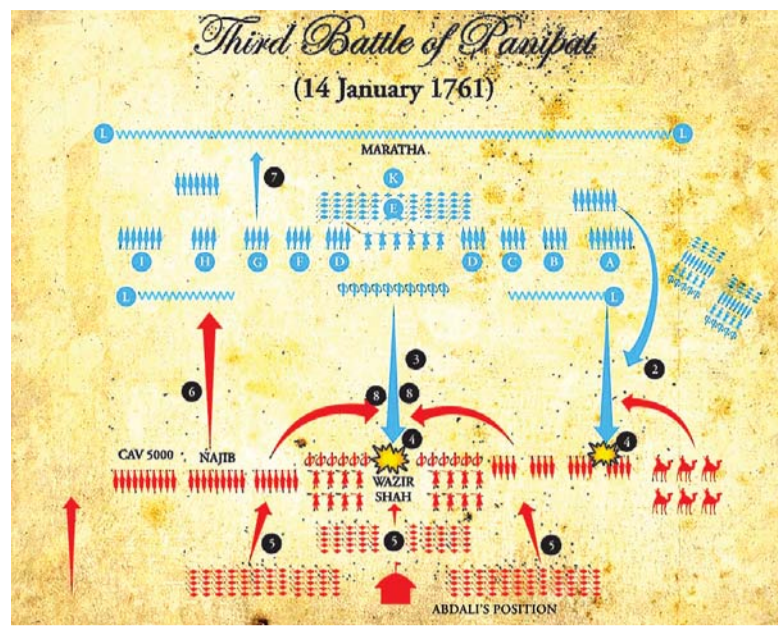 Third Battle of Panipat
(14 January 1761)
L L
MARATHA
7 K
E
I H G F D D C B A
L L
3
2
6 8 8
4 4
CAV 5000 NAJIB
WAZIR
SHAH
5 5 5
ABDALI'S POSITION